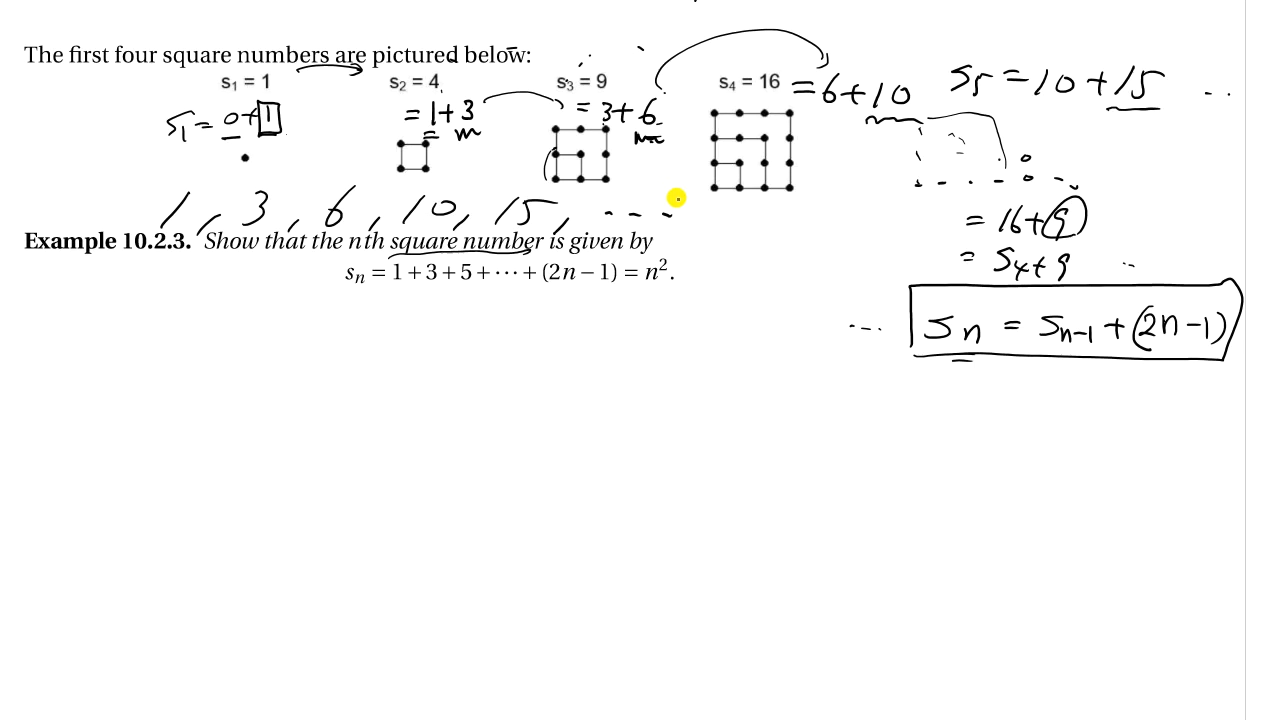 The first four square numbers are pictured below:
s₁ = 1 s₂ = 4 s₃ = 9 s₄ = 16 = 6+10 S₅ = 10+15 ..
S₁ = 0+1 = 1+3 = 3+6
=
1, 3, 6, 10, 15, ----
= 16+9
Example 10.2.3. Show that the nth square number is given by
= S₄+9 ..
sₙ = 1+3+5+⋯+(2n−1) = n².
--- Sₙ = Sₙ₋₁ + (2n−1)